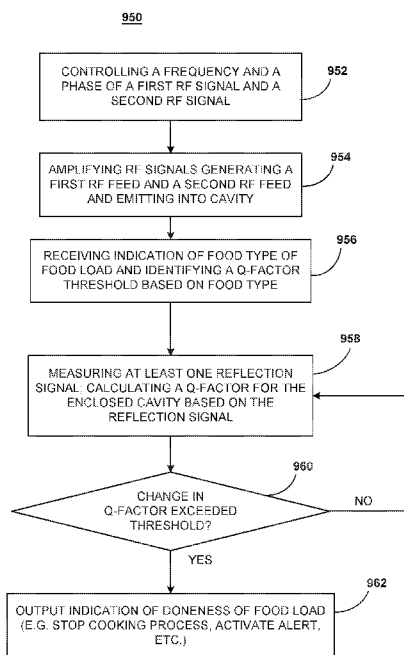 950
CONTROLLING A FREQUENCY AND A
PHASE OF A FIRST RF SIGNAL AND A
SECOND RF SIGNAL
952
AMPLIFYING RF SIGNALS GENERATING A
FIRST RF FEED AND A SECOND RF FEED
AND EMITTING INTO CAVITY
954
RECEIVING INDICATION OF FOOD TYPE OF
FOOD LOAD AND IDENTIFYING A Q-FACTOR
THRESHOLD BASED ON FOOD TYPE
956
MEASURING AT LEAST ONE REFLECTION
SIGNAL; CALCULATING A Q-FACTOR FOR THE
ENCLOSED CAVITY BASED ON THE
REFLECTION SIGNAL
958
CHANGE IN
Q-FACTOR EXCEEDED
THRESHOLD?
960
NO
YES
OUTPUT INDICATION OF DONENESS OF FOOD LOAD
(E.G. STOP COOKING PROCESS, ACTIVATE ALERT,
ETC.)
962